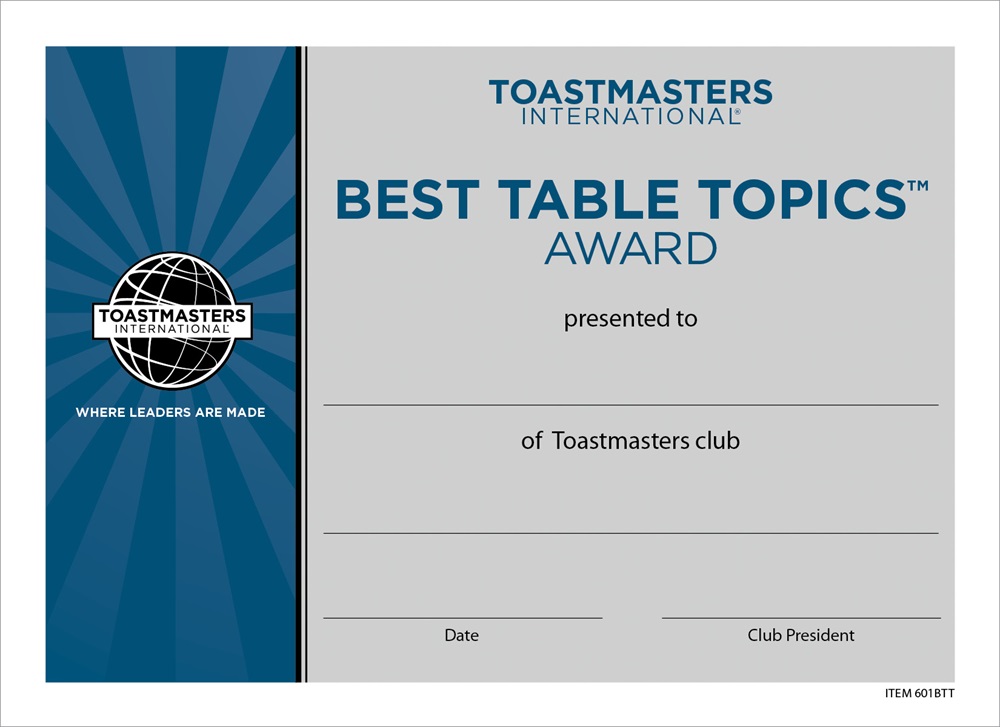 TOASTMASTERS
INTERNATIONAL
WHERE LEADERS ARE MADE
TOASTMASTERS
INTERNATIONAL®
BEST TABLE TOPICS™
AWARD
presented to
of Toastmasters club
Date
Club President
ITEM 601BTT